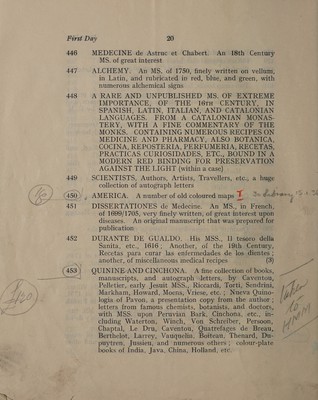 First Day 20
446 MEDECINE de Astruc et Chabert. An 18th Century
MS. of great interest
447 ALCHEMY. An MS. of 1750, finely written on vellum,
in Latin, and rubricated in red, blue, and green, with
numerous alchemical signs
448 A RARE AND UNPUBLISHED MS. OF EXTREME
IMPORTANCE, OF THE 16TH CENTURY, IN
SPANISH, LATIN, ITALIAN, AND CATALONIAN
LANGUAGES. FROM A CATALONIAN MONAS-
TERY, WITH A FINE COMMENTARY OF THE
MONKS. CONTAINING NUMEROUS RECIPES ON
MEDICINE AND PHARMACY, ALSO BOTANICA,
COCINA, REPOSTERIA, PERFUMERIA, RECETAS,
PRACTICAS CURIOSIDADES, ETC., BOUND IN A
MODERN RED BINDING FOR PRESERVATION
AGAINST THE LIGHT (within a case)
449 SCIENTISTS, Authors, Artists, Travellers, etc., a huge
collection of autograph letters
450 AMERICA. A number of old coloured maps
451 DISSERTATIONES de Medecine. An MS., in French,
of 1699/1705, very finely written, of great interest upon
diseases. An original manuscript that was prepared for
publication
452 DURANTE DE GUALDO. His MSS., Il tesoro della
Sanita, etc., 1616; Another, of the 19th Century,
Recetas para curar las enfermedades de los dientes;
another, of miscellaneous medical recipes (3)
453 QUININE AND CINCHONA. A fine collection of books,
manuscripts, and autograph letters, by Caventou,
Pelletier, early Jesuit MSS., Riccardi, Torti, Sendrini,
Markham, Howard, Moens, Vriese, etc.; Nueva Quino-
logia of Pavon, a presentation copy from the author;
letters from famous chemists, botanists, and doctors,
with MSS. upon Peruvian Bark, Cinchons, etc., in-
cluding Waterton, Winch, Von Schreiber, Persoon,
Chaptal, Le Dru, Caventou, Quatrefages de Breau,
Berthelot, Larrey, Vauquelin, Boiteau, Thenard, Du-
puytren, Jussieu, and numerous others; colour-plate
books of India, Java, China, Holland, etc.
taken
to